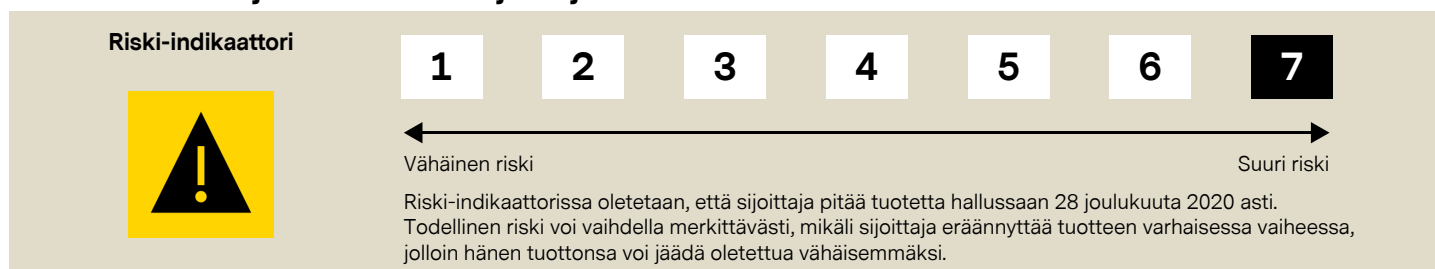 Riski-indikaattori
1 2 3 4 5 6 7
Vähäinen riski Suuri riski
Riski-indikaattorissa oletetaan, että sijoittaja pitää tuotetta hallussaan 28 joulukuuta 2020 asti.
Todellinen riski voi vaihdella merkittävästi, mikäli sijoittaja eräännyttää tuotteen varhaisessa vaiheessa,
jolloin hänen tuottonsa voi jäädä oletettua vähäisemmäksi.